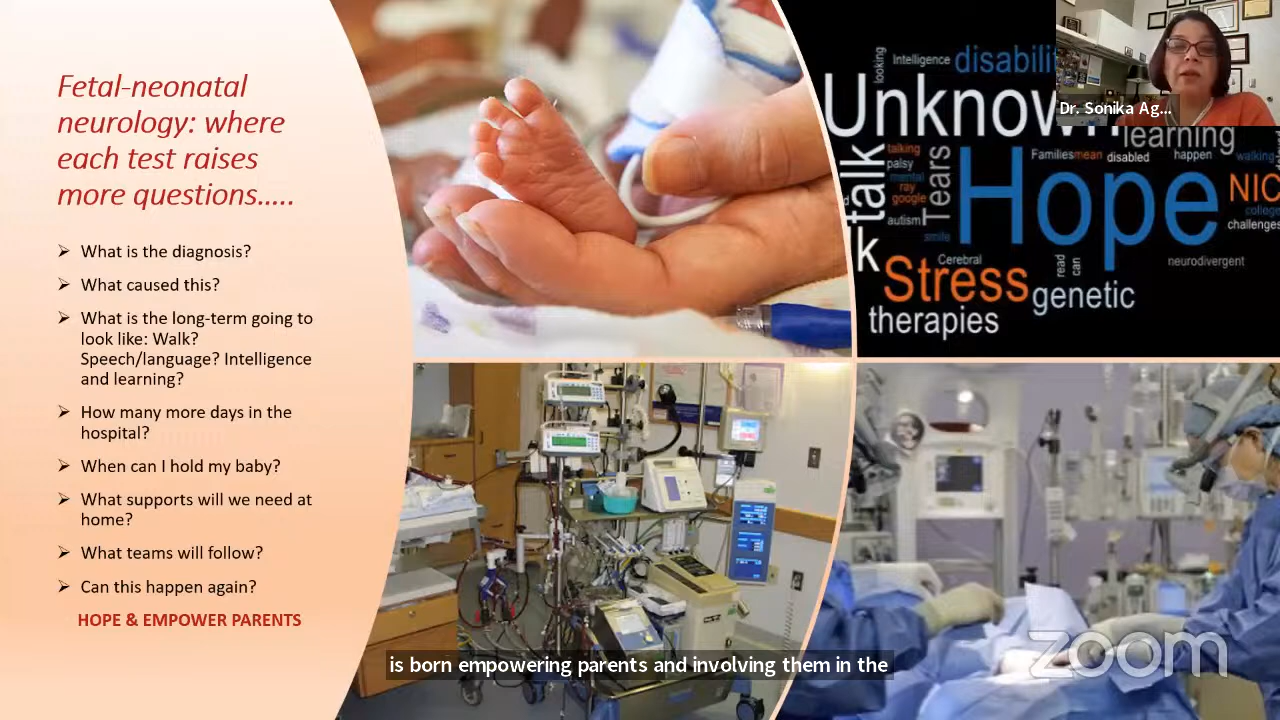 Fetal-neonatal
neurology: where
each test raises
more questions.....
➢ What is the diagnosis?
➢ What caused this?
➢ What is the long-term going to
look like: Walk?
Speech/language? Intelligence
and learning?
➢ How many more days in the
hospital?
➢ When can I hold my baby?
➢ What supports will we need at
home?
➢ What teams will follow?
➢ Can this happen again?
HOPE & EMPOWER PARENTS
looking
Intelligence
disabili
Unknown
learning
talk
talking
palsy
mental
ray
google
autism
smile
Tears
Families
mean
disabled
happen
walking
Hope
NIC
college
challenges
k
Cerebral
read
can
neurodivergent
Stress
genetic
therapies
Dr. Sonika Ag...
is born empowering parents and involving them in the
zoom